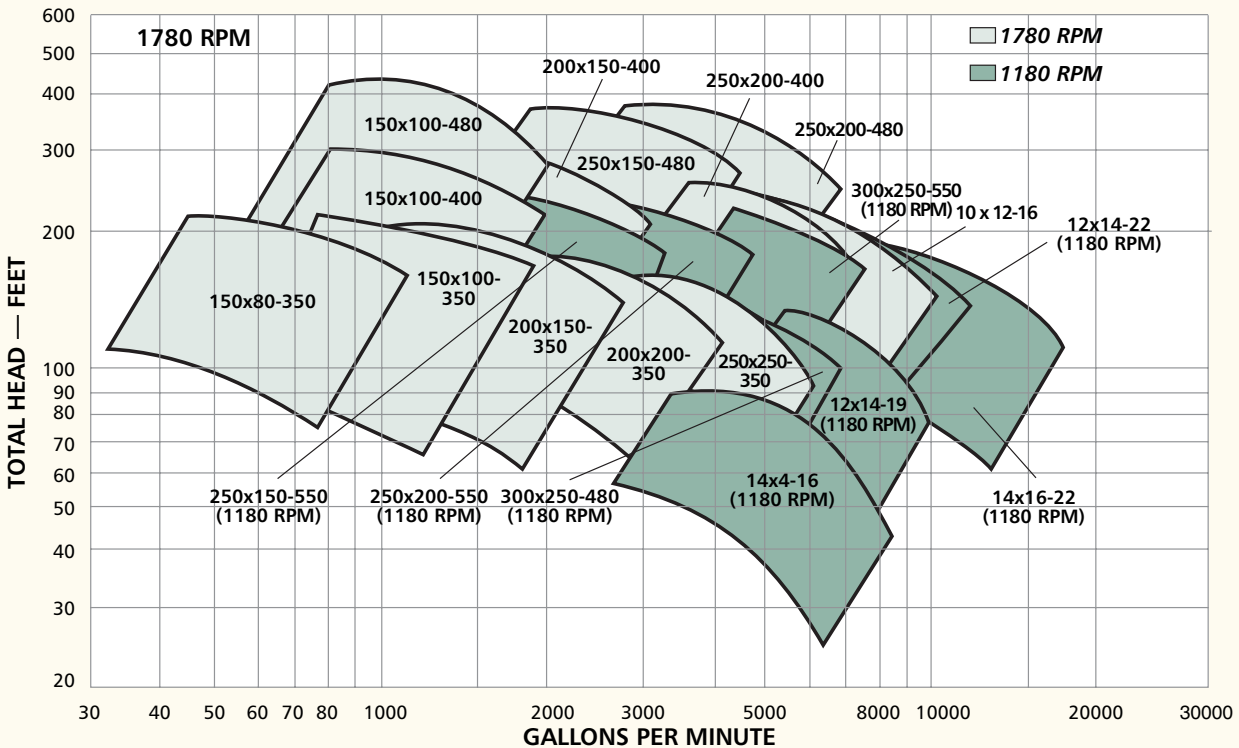 600
500
400
300
200
100
90
80
70
60
50
40
30
20
TOTAL HEAD — FEET
1780 RPM
1780 RPM
1180 RPM
200x150-400
250x200-400
150x100-480
250x200-480
250x150-480
300x250-550
(1180 RPM)
10 x 12-16
12x14-22
(1180 RPM)
150x100-400
150x80-350
150x100-
350
200x150-
350
200x200-
350
250x250-
350
12x14-19
(1180 RPM)
14x4-16
(1180 RPM)
14x16-22
(1180 RPM)
250x150-550
(1180 RPM)
250x200-550
(1180 RPM)
300x250-480
(1180 RPM)
30 40 50 60 70 80 1000 2000 3000 5000 8000 10000 20000 30000
GALLONS PER MINUTE